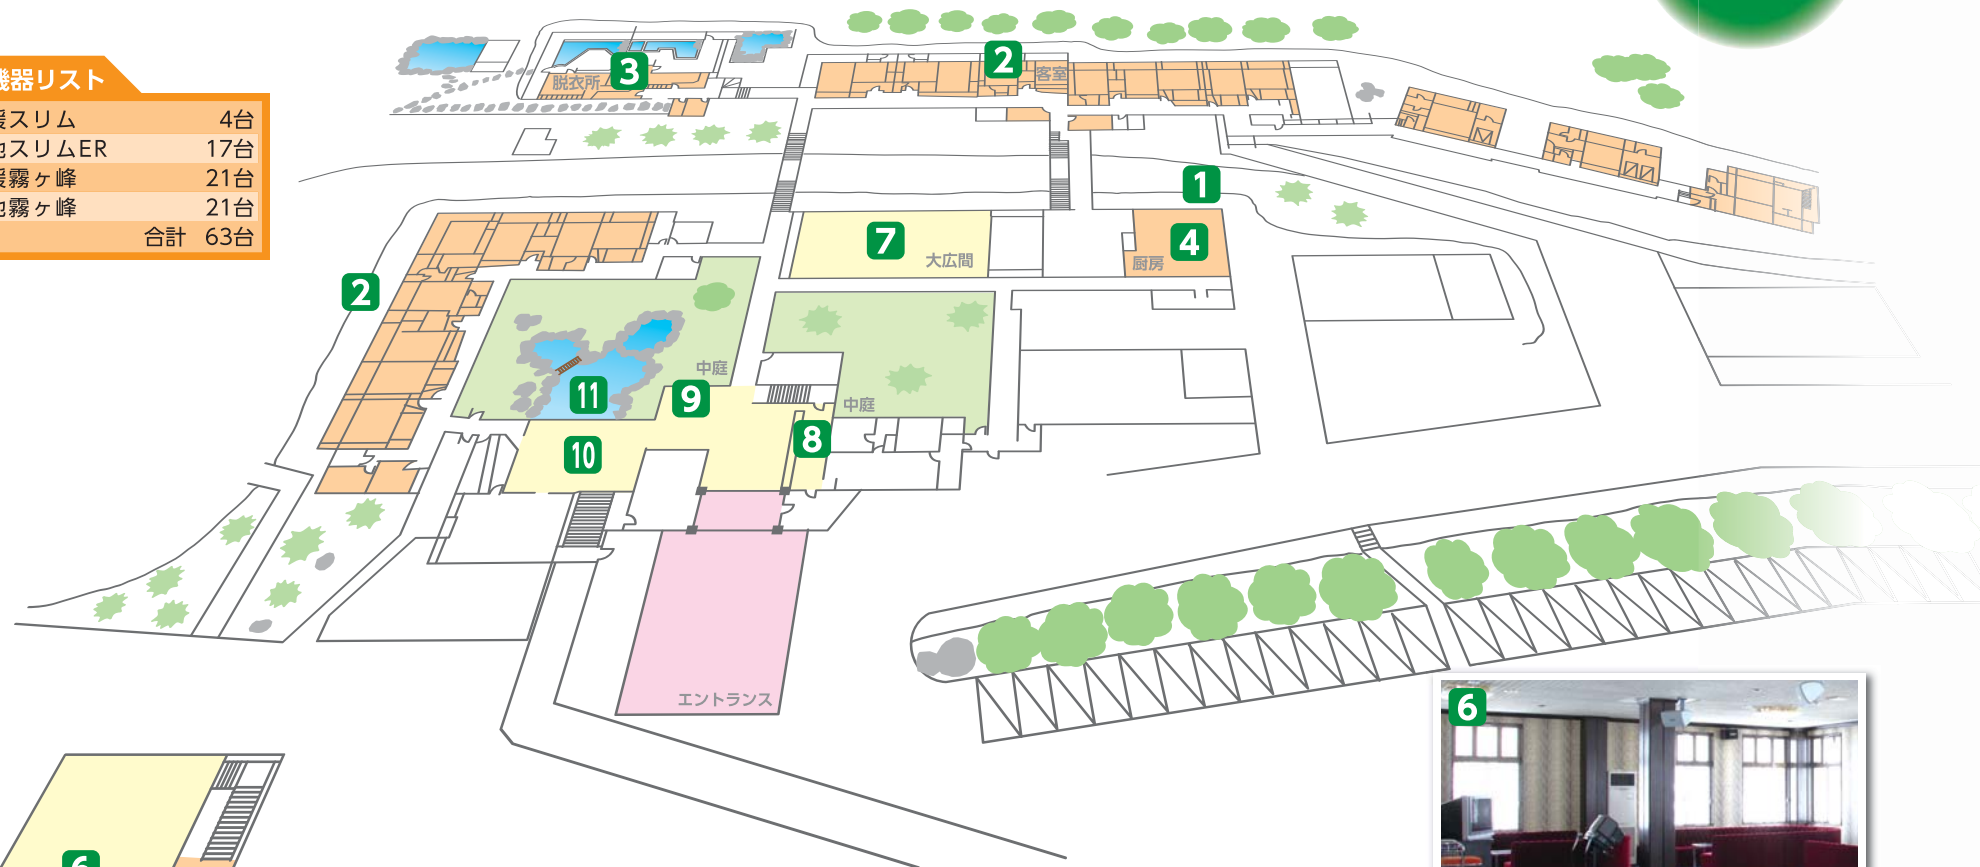 機器リスト
暖スリム 4台
地スリムER 17台
暖霧ヶ峰 21台
地霧ヶ峰 21台
合計 63台
3
脱衣所
2
客室
1
7
大広間
4
厨房
2
中庭
11
9
中庭
8
10
エントランス
6
6